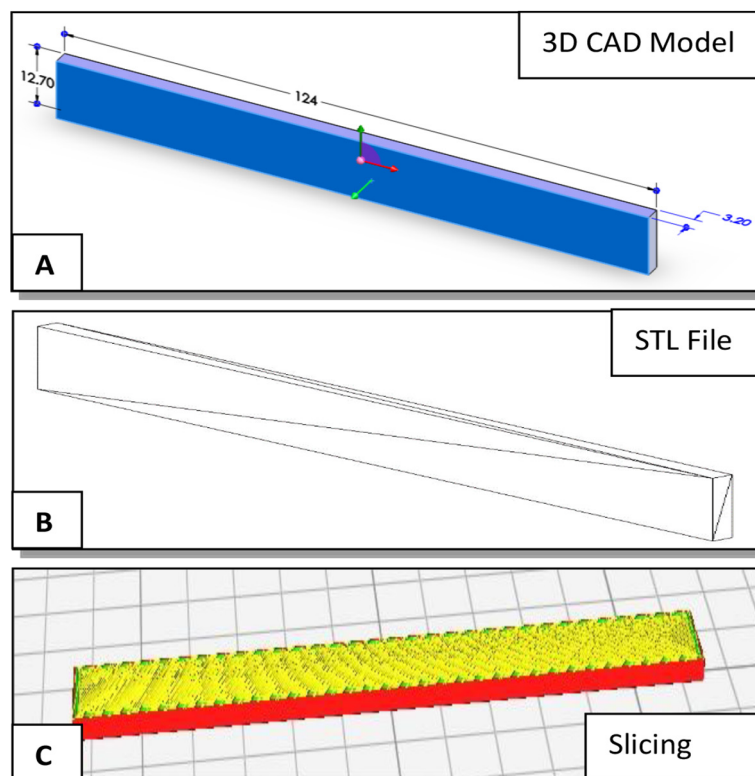 3D CAD Model
12.70
124
3.20
A
STL File
B
C
Slicing